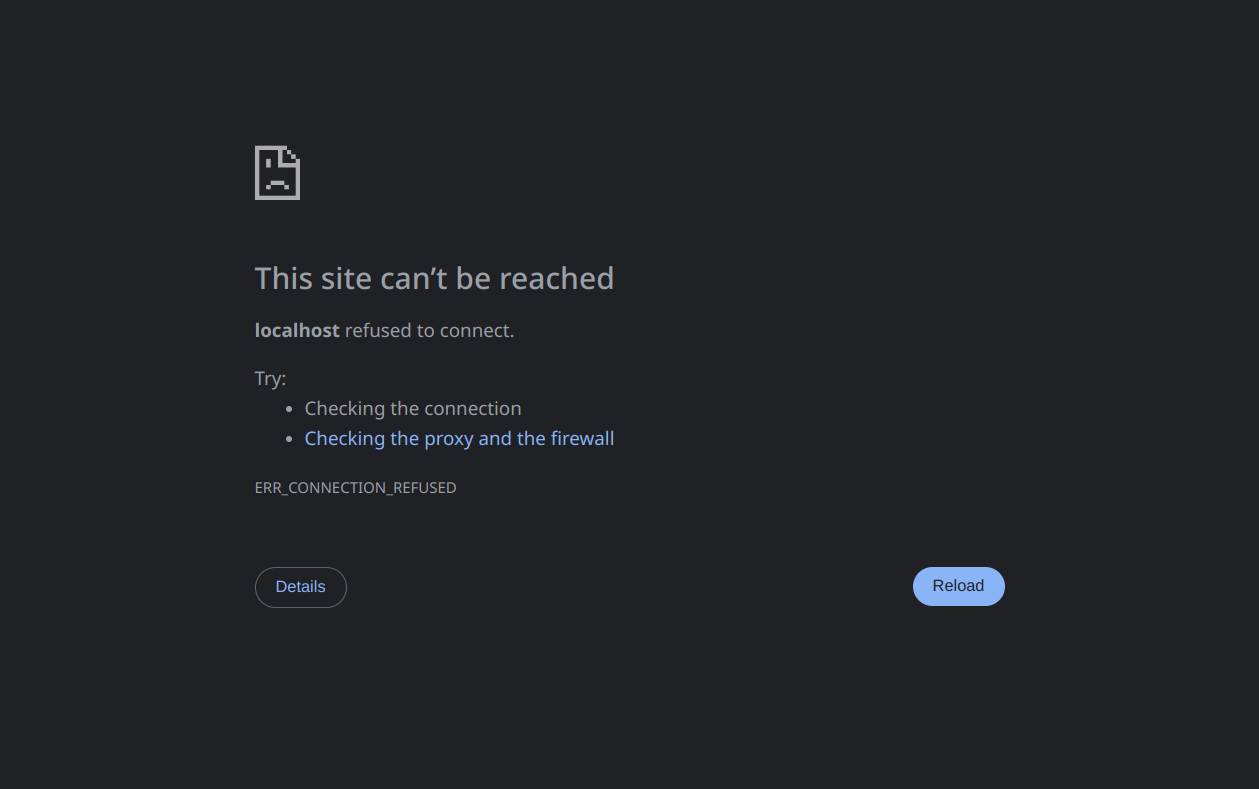 This site can’t be reached
localhost refused to connect.
Try:
Checking the connection
Checking the proxy and the firewall
ERR_CONNECTION_REFUSED
Details
Reload